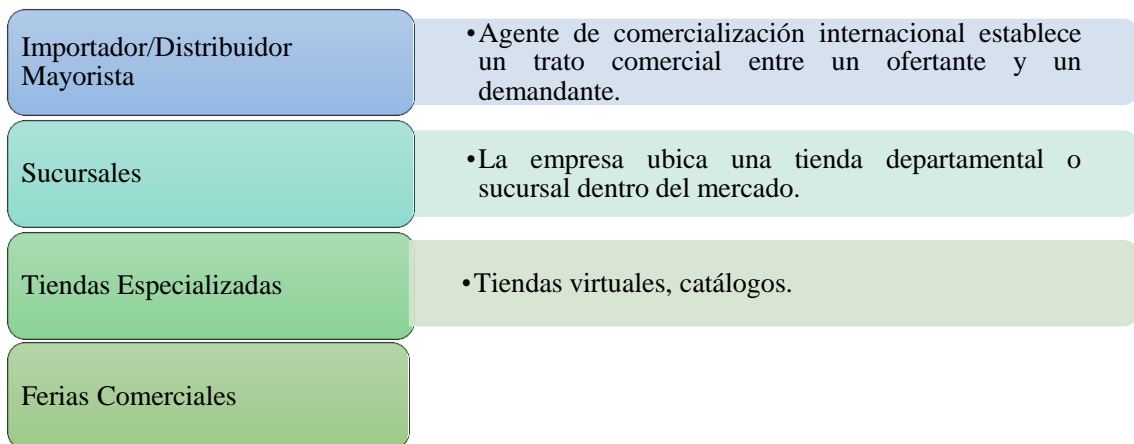 Importador/Distribuidor
Mayorista
•Agente de comercialización internacional establece
un trato comercial entre un ofertante y un
demandante.
Sucursales
•La empresa ubica una tienda departamental o
sucursal dentro del mercado.
Tiendas Especializadas
•Tiendas virtuales, catálogos.
Ferias Comerciales